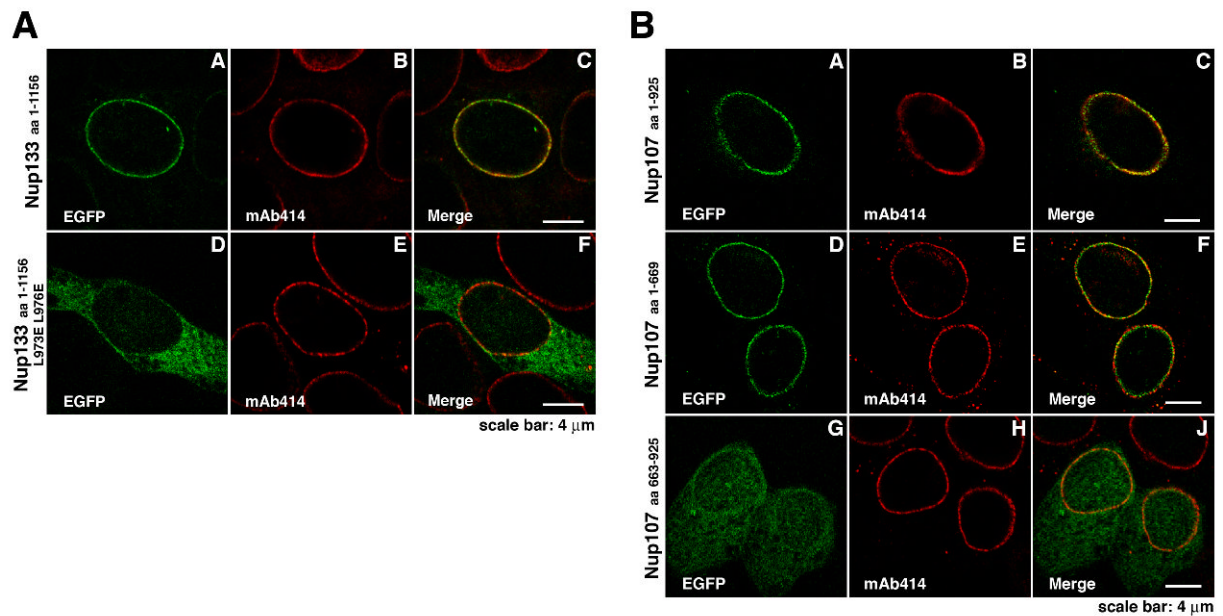 A
Nup133 aa 1-1156
A
B
C
EGFP
mAb414
Merge
Nup133 aa 1-1156
L973E L976E
D
E
F
EGFP
mAb414
Merge
scale bar: 4 μm
B
Nup107 aa 1-925
A
B
C
EGFP
mAb414
Merge
Nup107 aa 1-669
D
E
F
EGFP
mAb414
Merge
Nup107 aa 663-925
G
H
J
EGFP
mAb414
Merge
scale bar: 4 μm